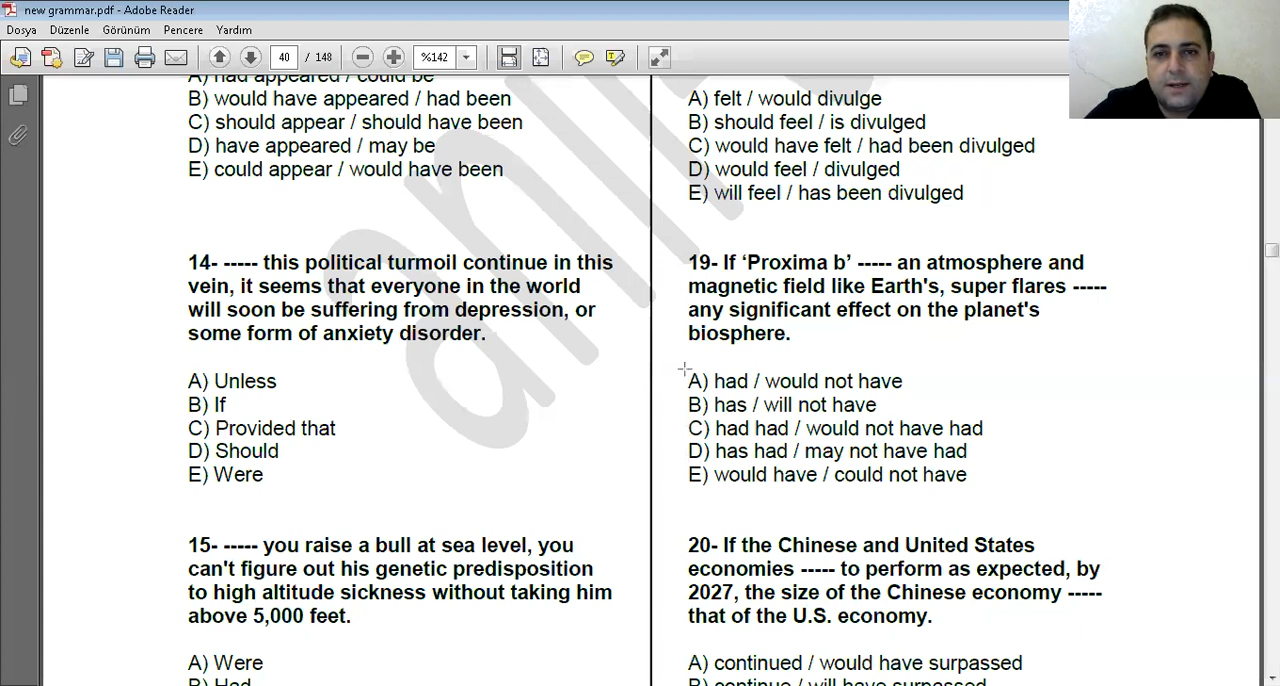 new grammar.pdf - Adobe Reader
Dosya Düzenle Görünüm Pencere Yardım
40 / 148 %142
A) had appeared / could be
B) would have appeared / had been
C) should appear / should have been
D) have appeared / may be
E) could appear / would have been
14- ----- this political turmoil continue in this
vein, it seems that everyone in the world
will soon be suffering from depression, or
some form of anxiety disorder.
A) Unless
B) If
C) Provided that
D) Should
E) Were
15- ----- you raise a bull at sea level, you
can't figure out his genetic predisposition
to high altitude sickness without taking him
above 5,000 feet.
A) Were
B) Had
A) felt / would divulge
B) should feel / is divulged
C) would have felt / had been divulged
D) would feel / divulged
E) will feel / has been divulged
19- If ‘Proxima b’ ----- an atmosphere and
magnetic field like Earth's, super flares -----
any significant effect on the planet's
biosphere.
A) had / would not have
B) has / will not have
C) had had / would not have had
D) has had / may not have had
E) would have / could not have
20- If the Chinese and United States
economies ----- to perform as expected, by
2027, the size of the Chinese economy -----
that of the U.S. economy.
A) continued / would have surpassed
B) continue / will have surpassed